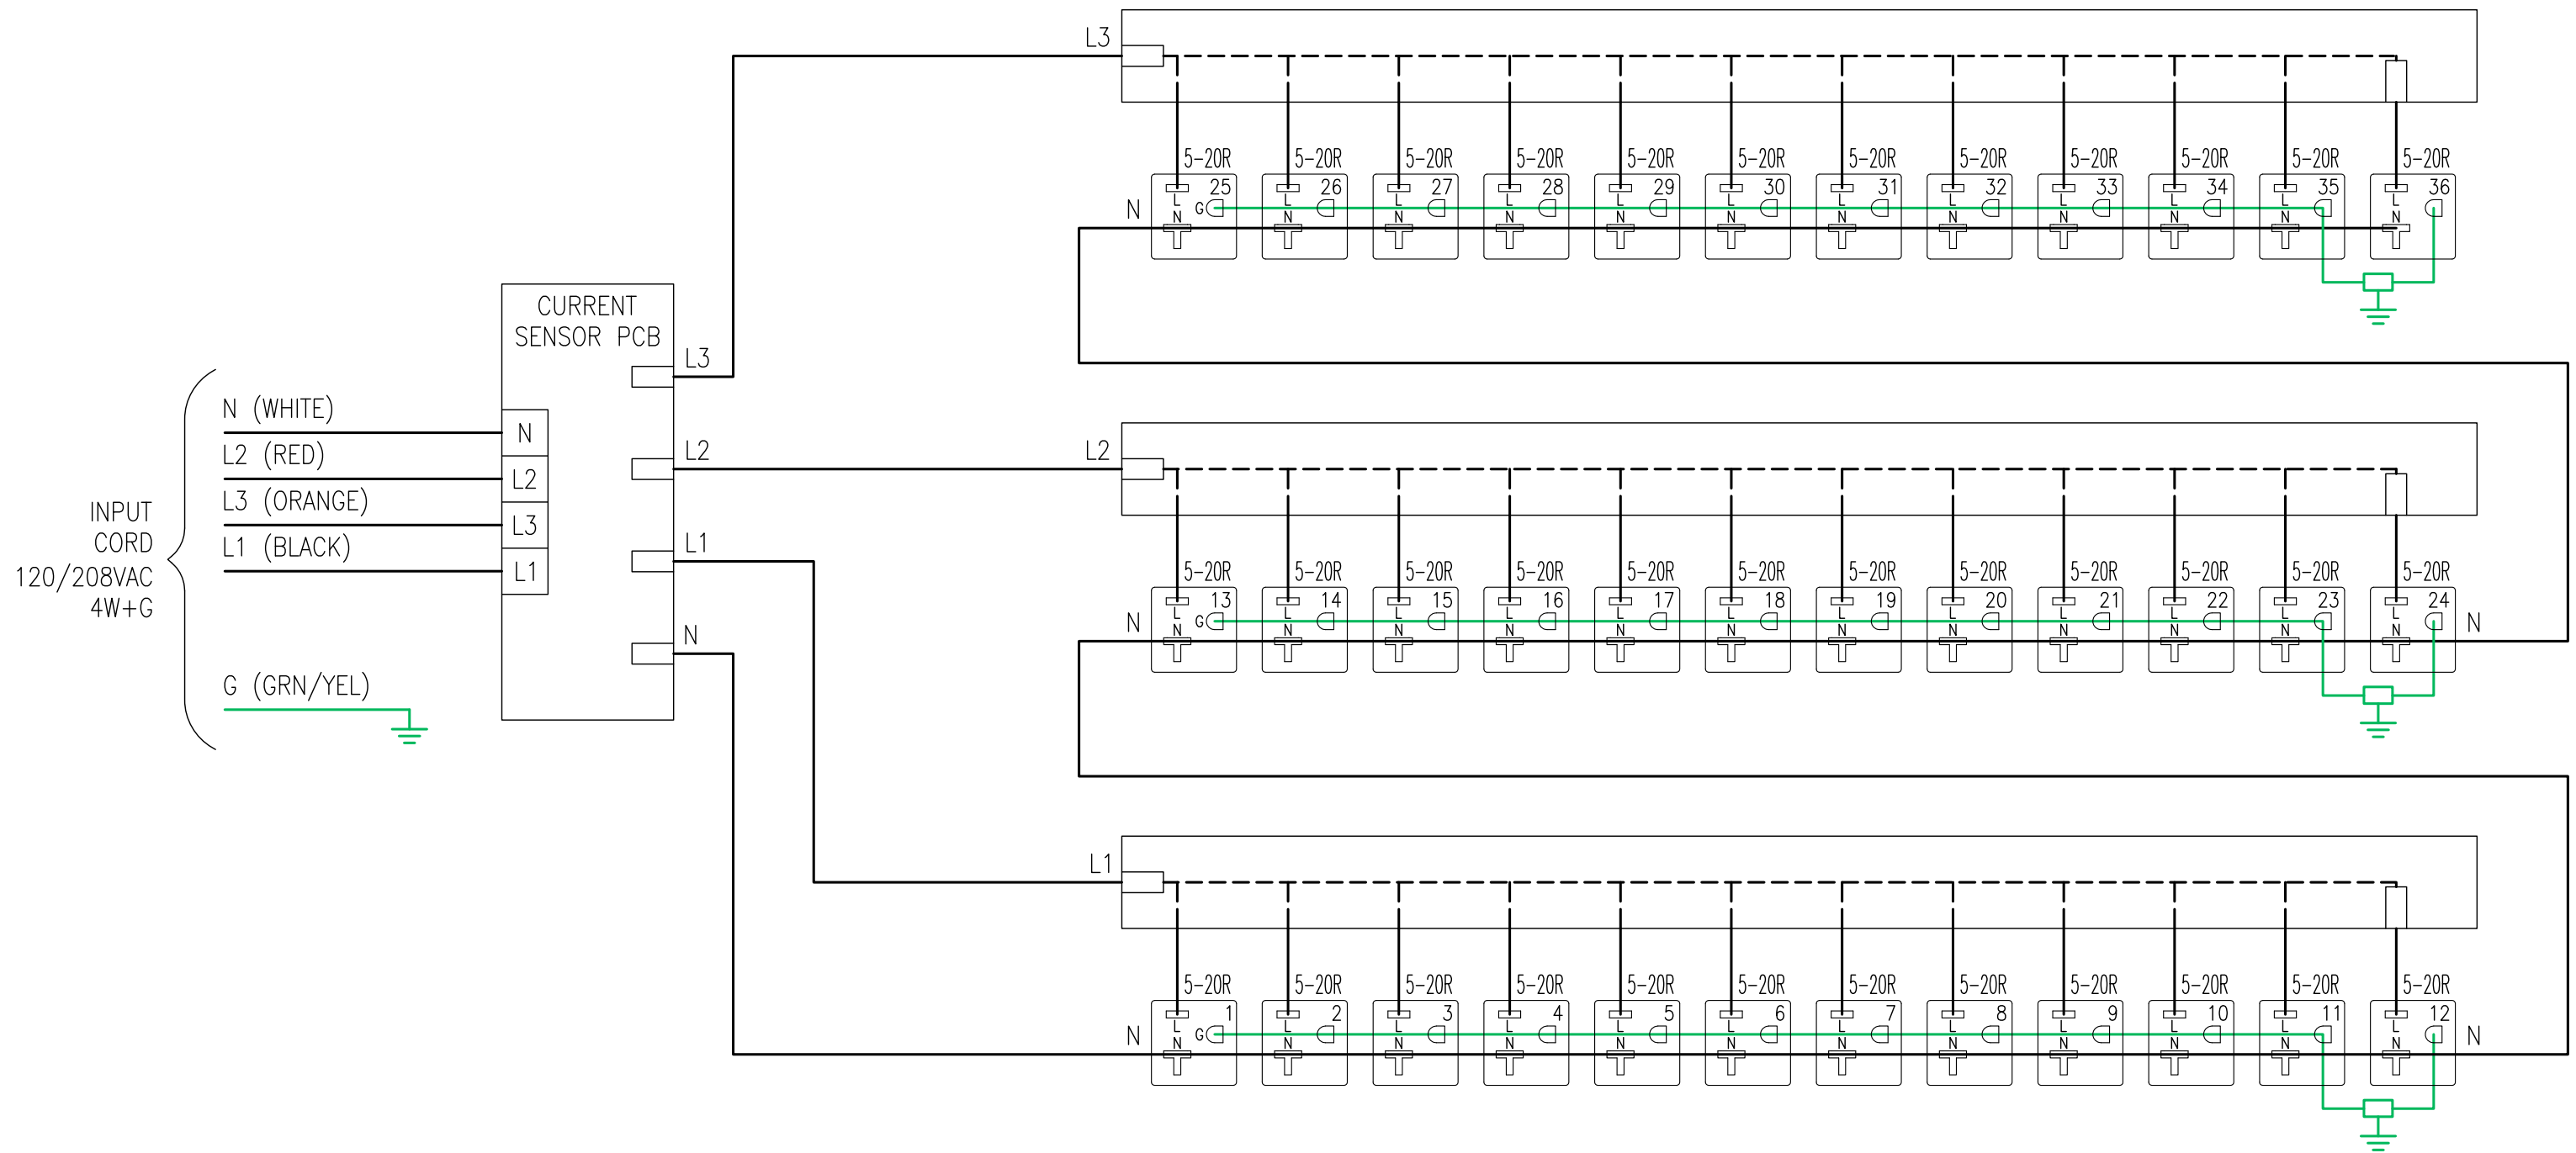 INPUT
CORD
120/208VAC
4W+G
N (WHITE)
L2 (RED)
L3 (ORANGE)
L1 (BLACK)
G (GRN/YEL)
CURRENT
SENSOR PCB
N
L2
L3
L1
L3
L2
L1
N
L3
5-20R 5-20R 5-20R 5-20R 5-20R 5-20R 5-20R 5-20R 5-20R 5-20R 5-20R 5-20R
25 26 27 28 29 30 31 32 33 34 35 36
L L L L L L L L L L L L
N G
N N N N N N N N N N N N
L2
5-20R 5-20R 5-20R 5-20R 5-20R 5-20R 5-20R 5-20R 5-20R 5-20R 5-20R 5-20R
13 14 15 16 17 18 19 20 21 22 23 24
L L L L L L L L L L L L
N G N
N N N N N N N N N N N N
L1
5-20R 5-20R 5-20R 5-20R 5-20R 5-20R 5-20R 5-20R 5-20R 5-20R 5-20R 5-20R
1 2 3 4 5 6 7 8 9 10 11 12
L L L L L L L L L L L L
N G N
N N N N N N N N N N N N